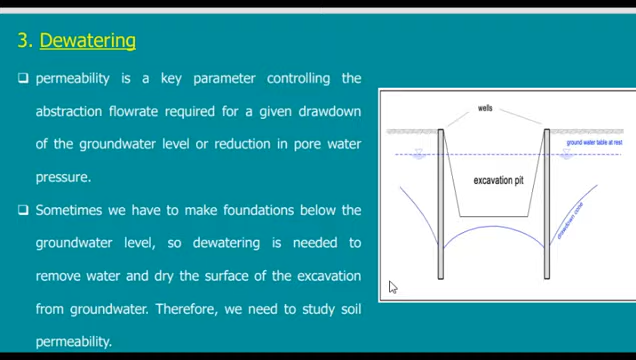 3. Dewatering
permeability is a key parameter controlling the
abstraction flowrate required for a given drawdown
of the groundwater level or reduction in pore water
pressure.
Sometimes we have to make foundations below the
groundwater level, so dewatering is needed to
remove water and dry the surface of the excavation
from groundwater. Therefore, we need to study soil
permeability.
wells
ground water table at rest
excavation pit
drawdown curve